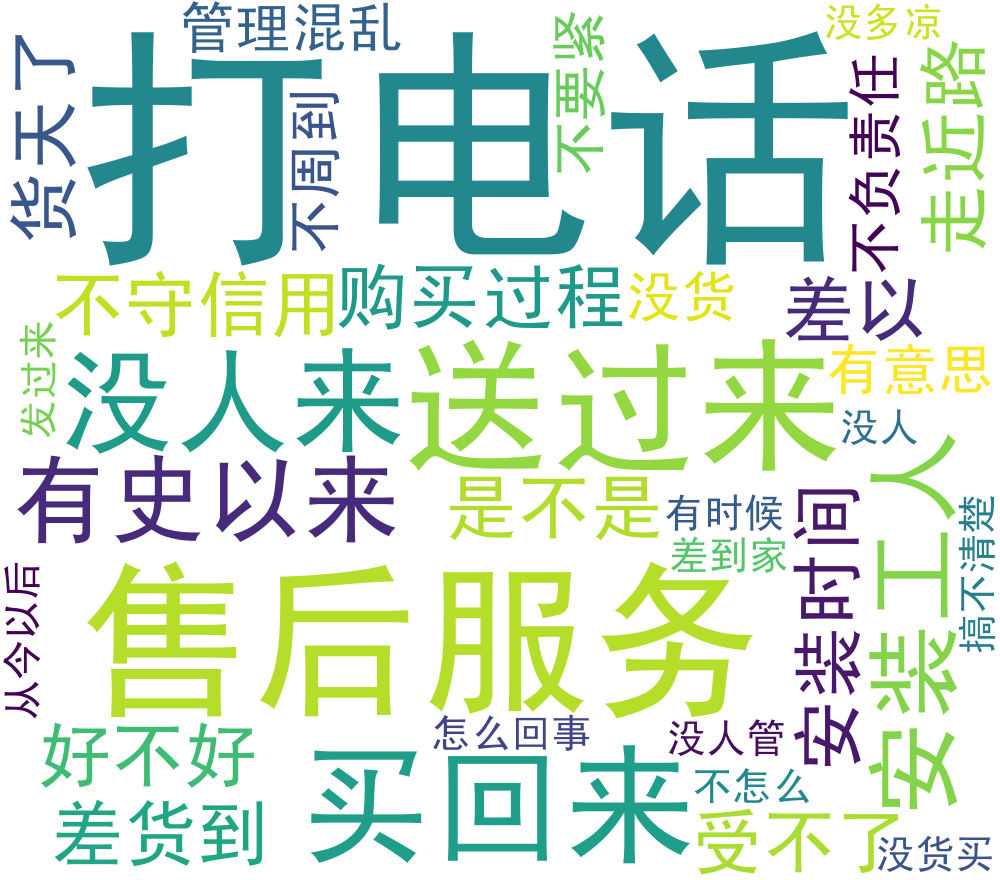 打电话
管理混乱
没多凉
货天了
不周到
不要紧
不负责任
走近路
不守信用
购买过程
没货
差以
发过来
没人来
送过来
有意思
没人
有史以来
是不是
有时候
差到家
安装时间
安装工人
搞不清楚
从今以后
售后服务
好不好
怎么回事
没人管
差货到
买回来
不怎么
受不了
没货买